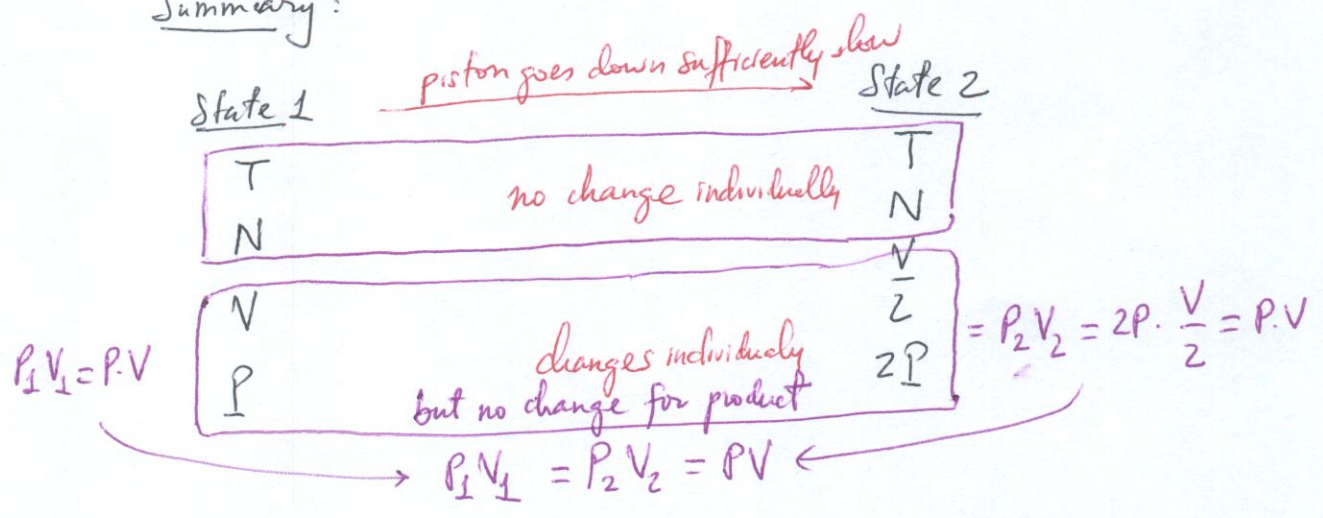 Summary:
piston goes down sufficiently slow
State 1 State 2
T T
no change individually
N N
V V/2
changes individualy
P 2P
but no change for product
P₁V₁ = P.V
= P₂V₂ = 2P. V/2 = P.V
P₁V₁ = P₂V₂ = PV